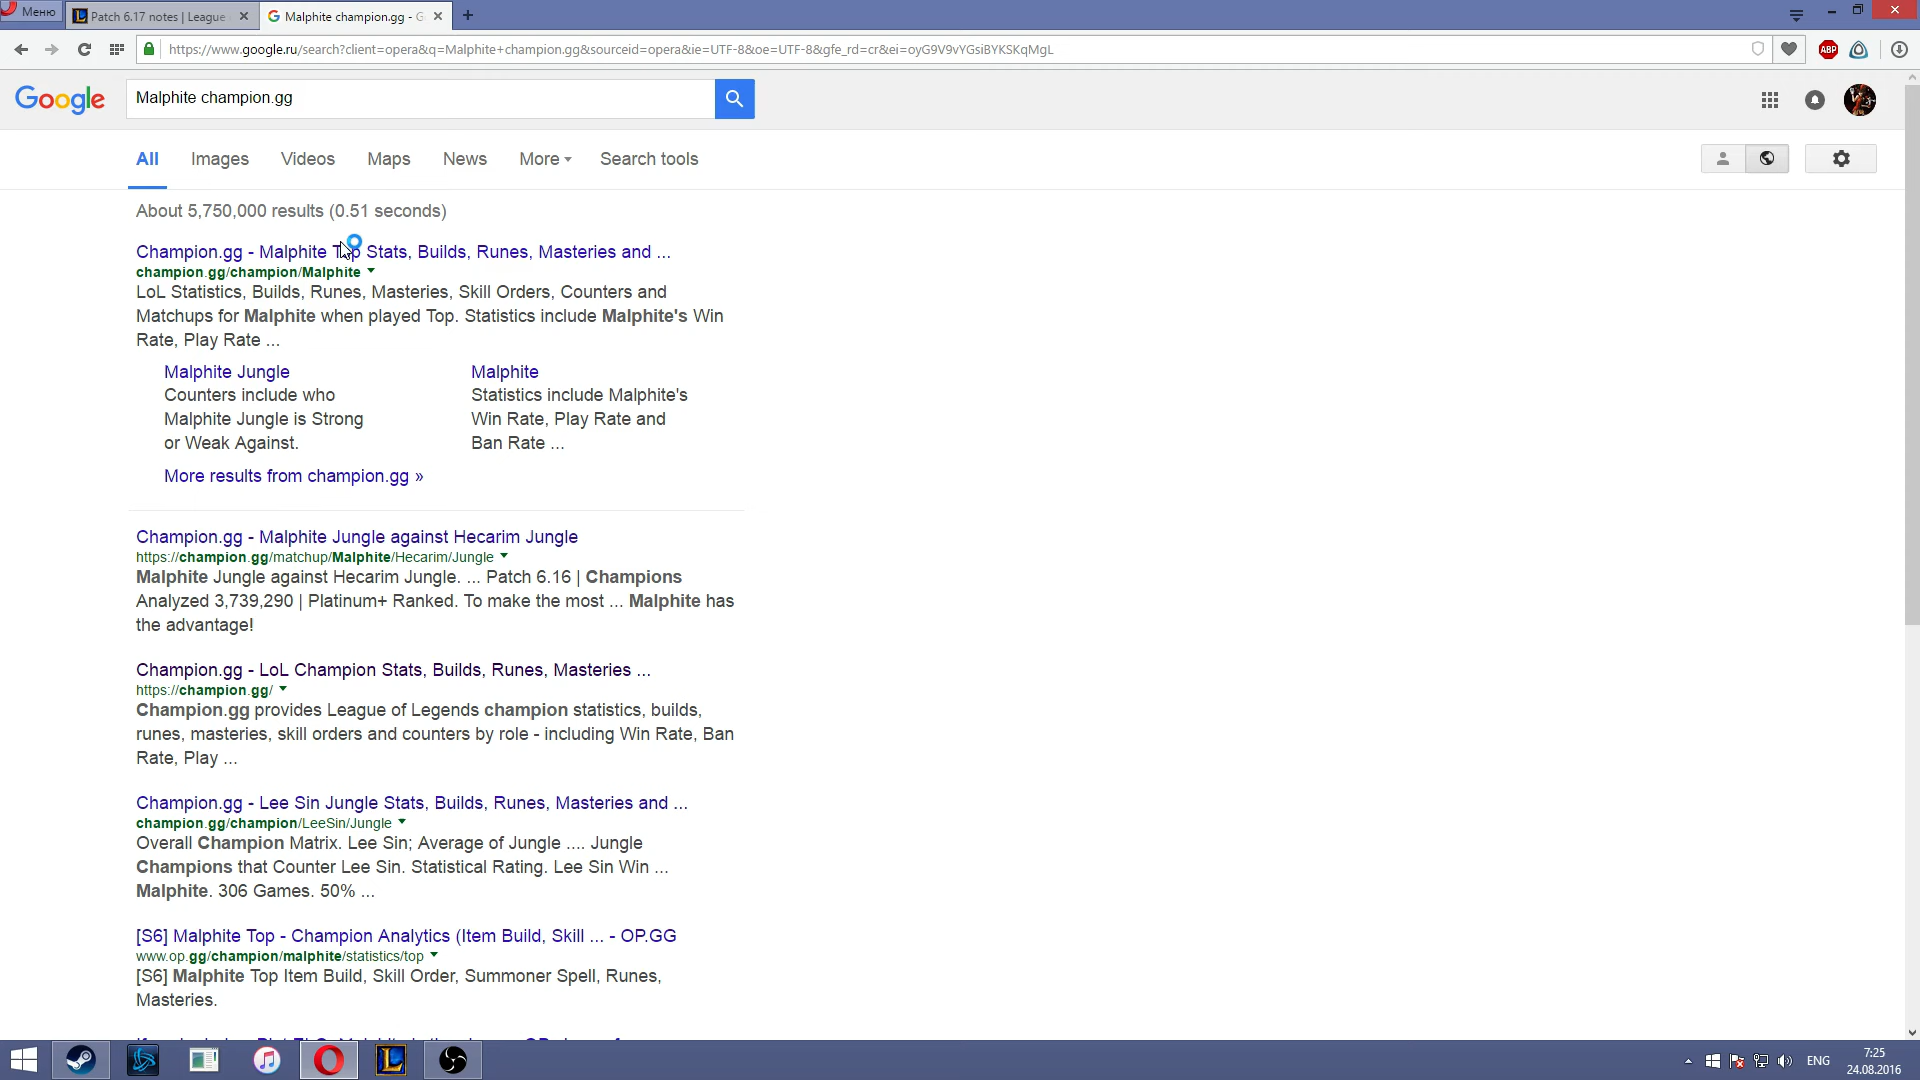 Меню
Patch 6.17 notes | League
Malphite champion.gg - G
https://www.google.ru/search?client=opera&q=Malphite+champion.gg&sourceid=opera&ie=UTF-8&oe=UTF-8&gfe_rd=cr&ei=oyG9V9vYGsiBYKSKqMgL
ABP
Google
Malphite champion.gg
All Images Videos Maps News More Search tools
About 5,750,000 results (0.51 seconds)
Champion.gg - Malphite Top Stats, Builds, Runes, Masteries and ...
champion.gg/champion/Malphite
LoL Statistics, Builds, Runes, Masteries, Skill Orders, Counters and
Matchups for Malphite when played Top. Statistics include Malphite's Win
Rate, Play Rate ...
Malphite Jungle
Counters include who
Malphite Jungle is Strong
or Weak Against.
Malphite
Statistics include Malphite's
Win Rate, Play Rate and
Ban Rate ...
More results from champion.gg »
Champion.gg - Malphite Jungle against Hecarim Jungle
https://champion.gg/matchup/Malphite/Hecarim/Jungle
Malphite Jungle against Hecarim Jungle. ... Patch 6.16 | Champions
Analyzed 3,739,290 | Platinum+ Ranked. To make the most ... Malphite has
the advantage!
Champion.gg - LoL Champion Stats, Builds, Runes, Masteries ...
https://champion.gg/
Champion.gg provides League of Legends champion statistics, builds,
runes, masteries, skill orders and counters by role - including Win Rate, Ban
Rate, Play ...
Champion.gg - Lee Sin Jungle Stats, Builds, Runes, Masteries and ...
champion.gg/champion/LeeSin/Jungle
Overall Champion Matrix. Lee Sin; Average of Jungle .... Jungle
Champions that Counter Lee Sin. Statistical Rating. Lee Sin Win ...
Malphite. 306 Games. 50% ...
[S6] Malphite Top - Champion Analytics (Item Build, Skill ... - OP.GG
www.op.gg/champion/malphite/statistics/top
[S6] Malphite Top Item Build, Skill Order, Summoner Spell, Runes,
Masteries.
ENG
7:25
24.08.2016